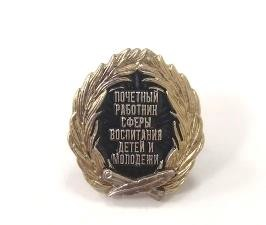 ПОЧЕТНЫЙ
РАБОТНИК
СФЕРЫ
ВОСПИТАНИЯ
ДЕТЕЙ И
МОЛОДЕЖИ